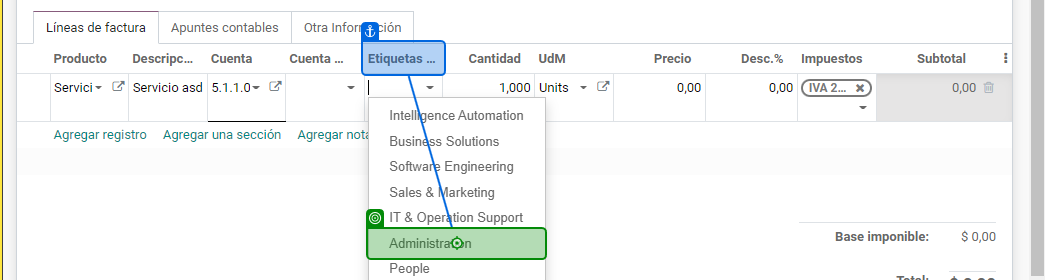 Líneas de factura Apuntes contables Otra Información
Producto Descripc... Cuenta Cuenta ... Etiquetas ... Cantidad UdM Precio Desc.% Impuestos Subtotal
Servici Servicio asd 5.1.1.0 1,000 Units 0,00 0,00 IVA 2... 0,00
Agregar registro Agregar una sección Agregar nota
Intelligence Automation
Business Solutions
Software Engineering
Sales & Marketing
IT & Operation Support
Base imponible: $ 0,00
Administration
People